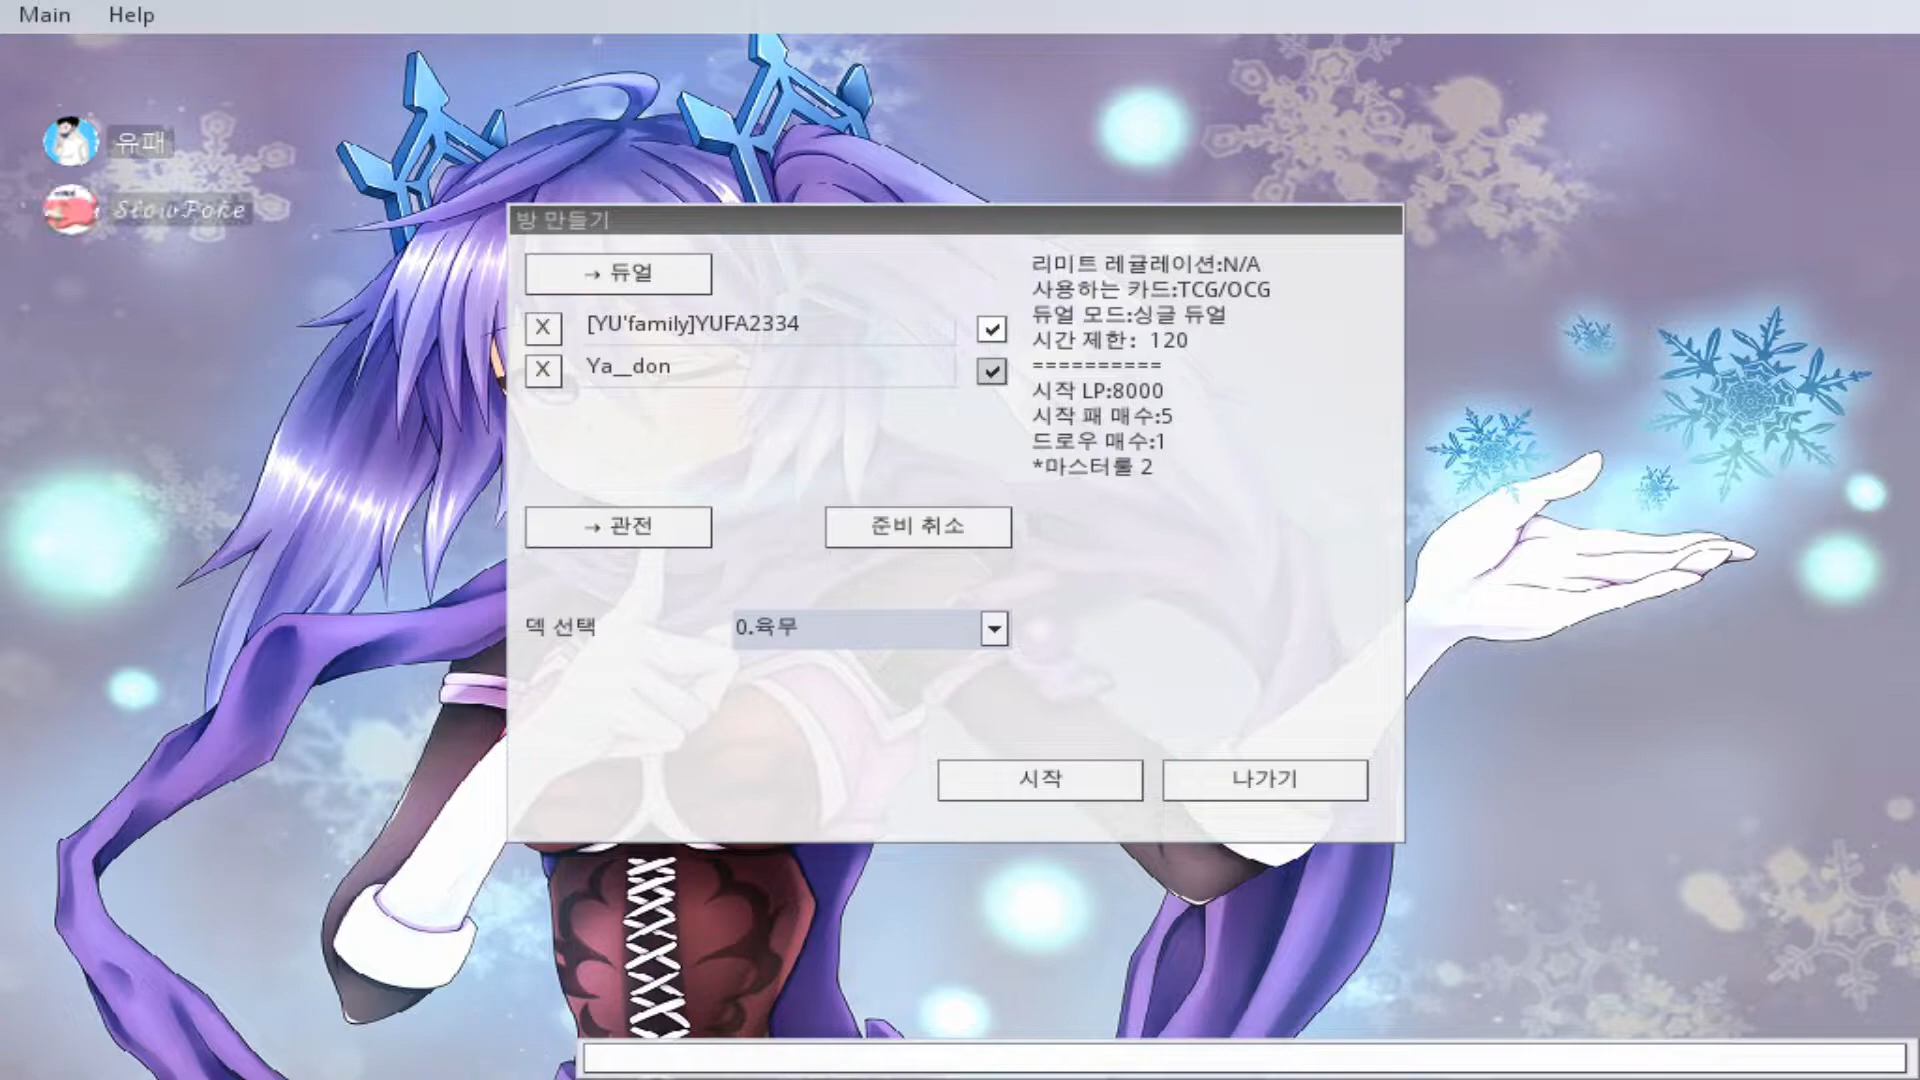 Main Help
유패
SlowPoke
방 만들기
→ 듀얼
X [YU'family]YUFA2334
X Ya__don
리미트 레귤레이션:N/A
사용하는 카드:TCG/OCG
듀얼 모드:싱글 듀얼
시간 제한: 120
==========
시작 LP:8000
시작 패 매수:5
드로우 매수:1
*마스터룰 2
→ 관전
준비 취소
덱 선택
0.육무
시작
나가기